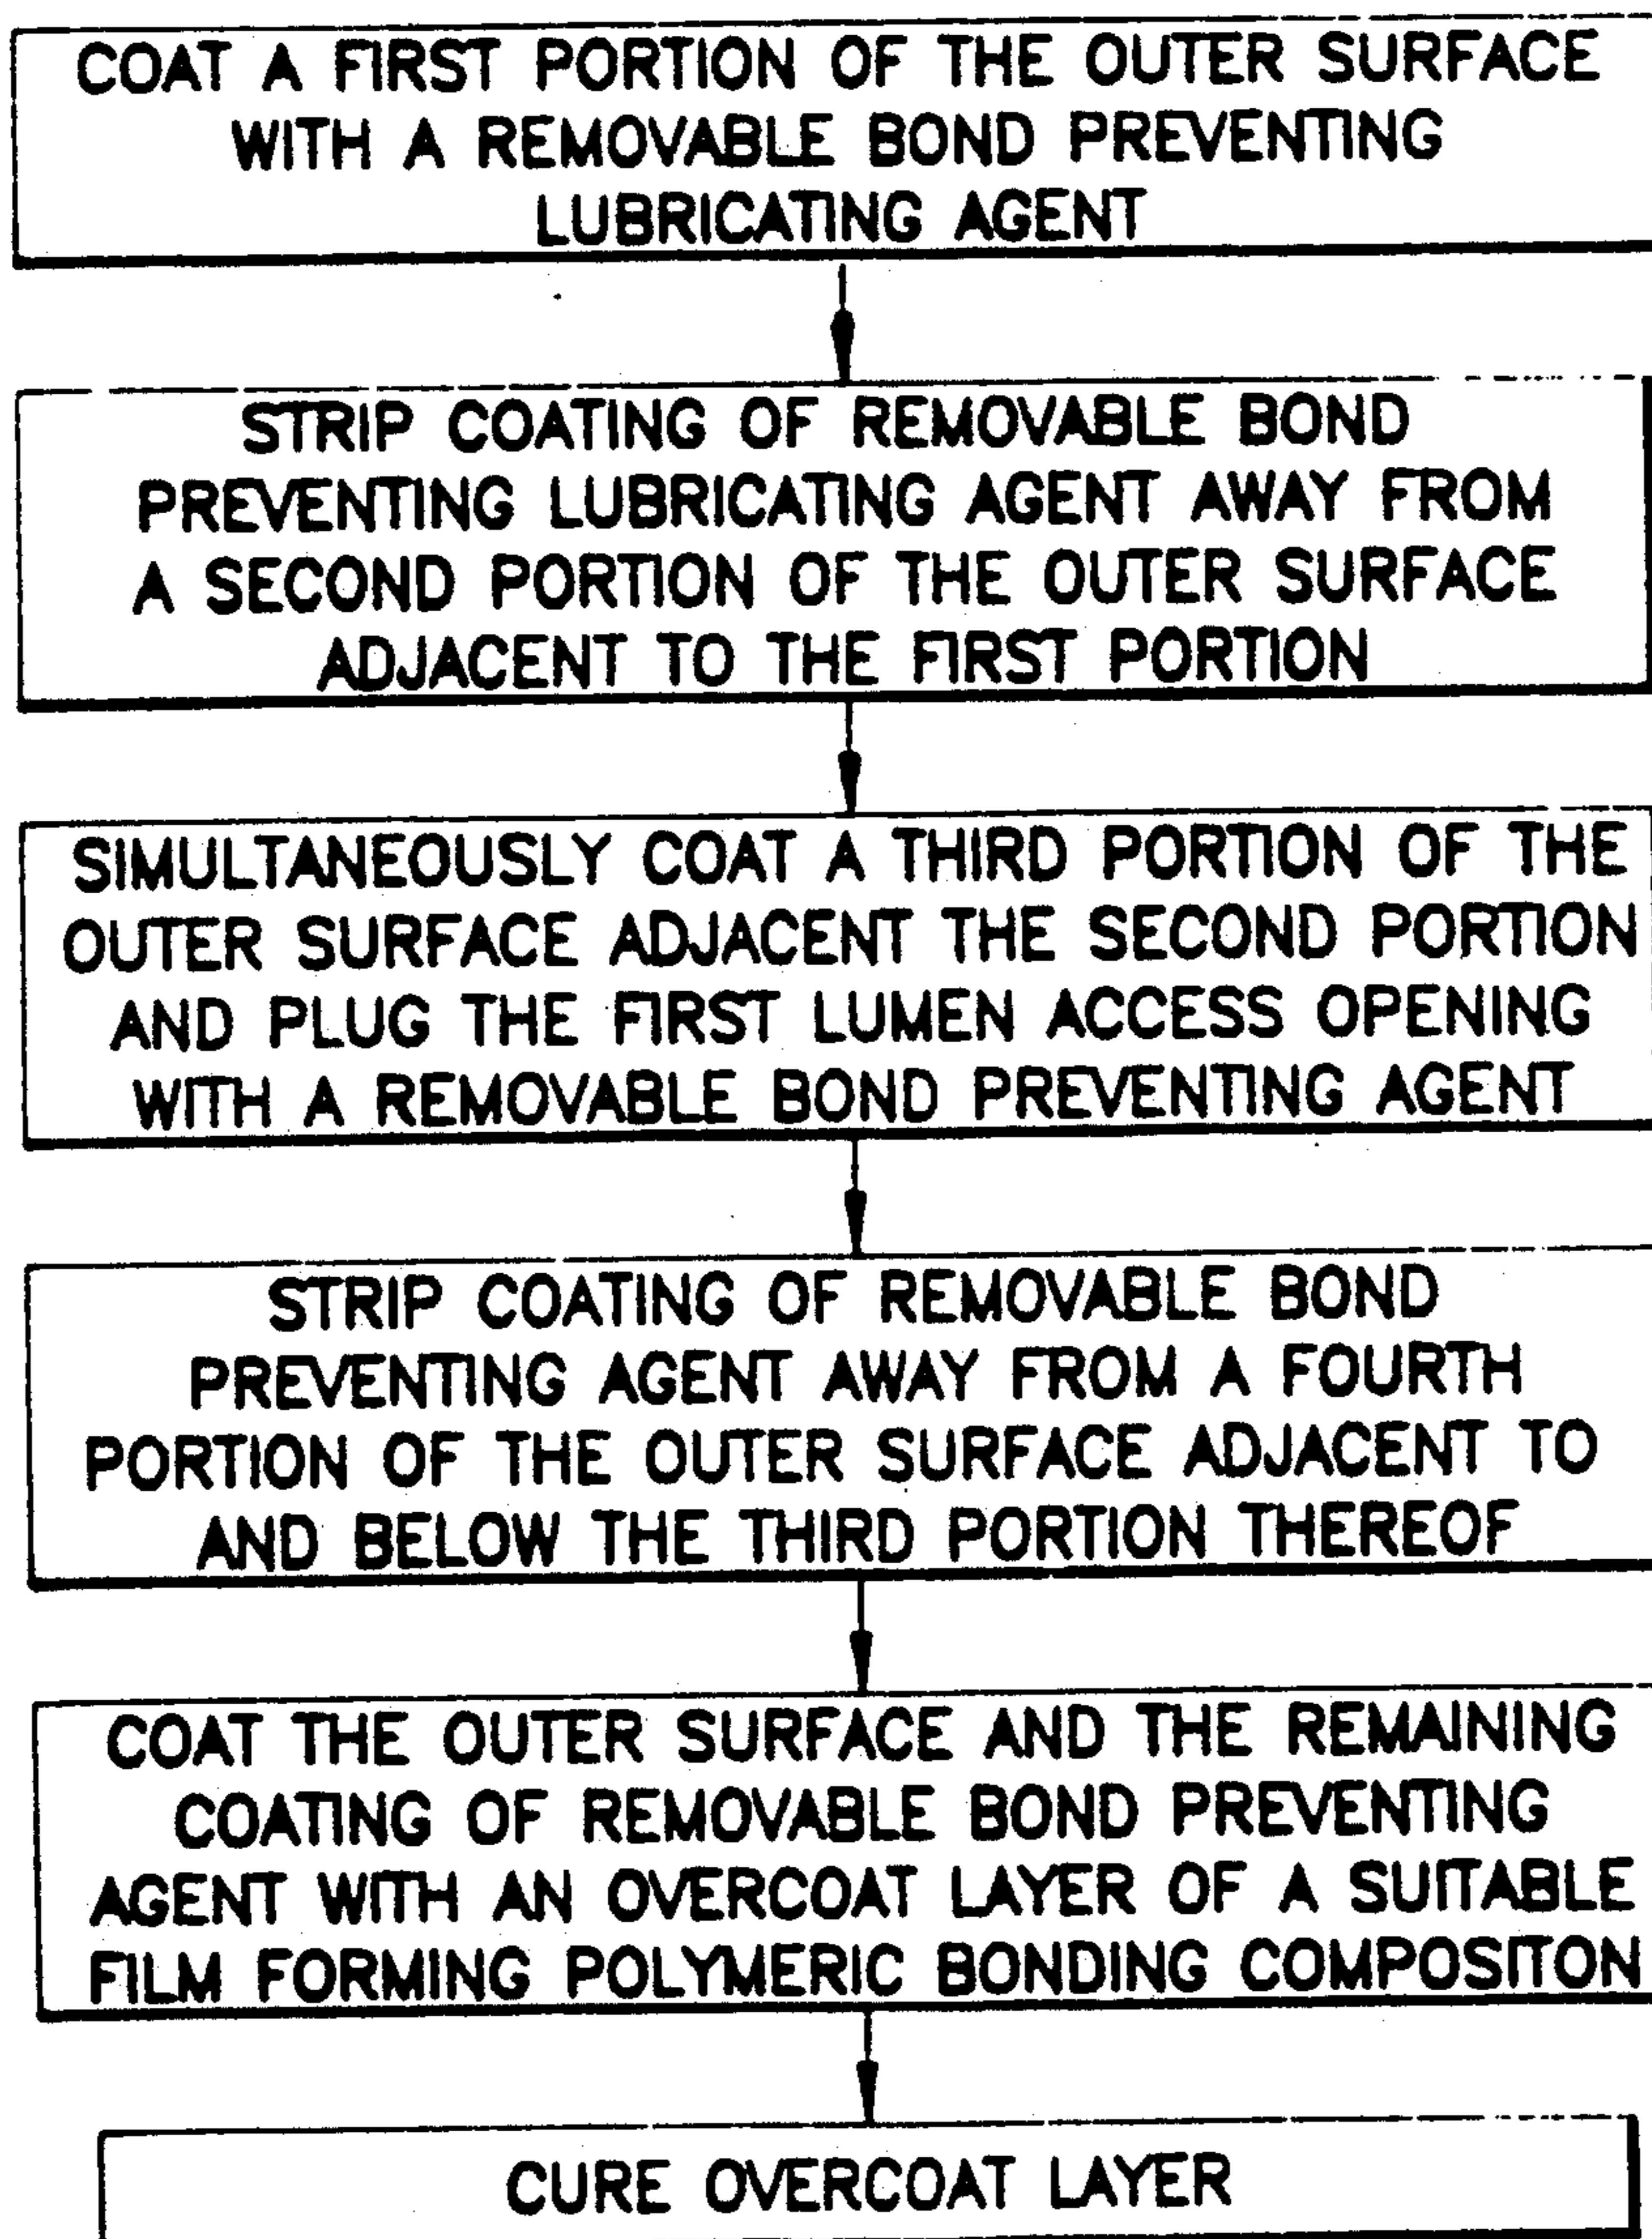 COAT A FIRST PORTION OF THE OUTER SURFACE
WITH A REMOVABLE BOND PREVENTING
LUBRICATING AGENT
STRIP COATING OF REMOVABLE BOND
PREVENTING LUBRICATING AGENT AWAY FROM
A SECOND PORTION OF THE OUTER SURFACE
ADJACENT TO THE FIRST PORTION
SIMULTANEOUSLY COAT A THIRD PORTION OF THE
OUTER SURFACE ADJACENT THE SECOND PORTION
AND PLUG THE FIRST LUMEN ACCESS OPENING
WITH A REMOVABLE BOND PREVENTING AGENT
STRIP COATING OF REMOVABLE BOND
PREVENTING AGENT AWAY FROM A FOURTH
PORTION OF THE OUTER SURFACE ADJACENT TO
AND BELOW THE THIRD PORTION THEREOF
COAT THE OUTER SURFACE AND THE REMAINING
COATING OF REMOVABLE BOND PREVENTING
AGENT WITH AN OVERCOAT LAYER OF A SUITABLE
FILM FORMING POLYMERIC BONDING COMPOSITON
CURE OVERCOAT LAYER